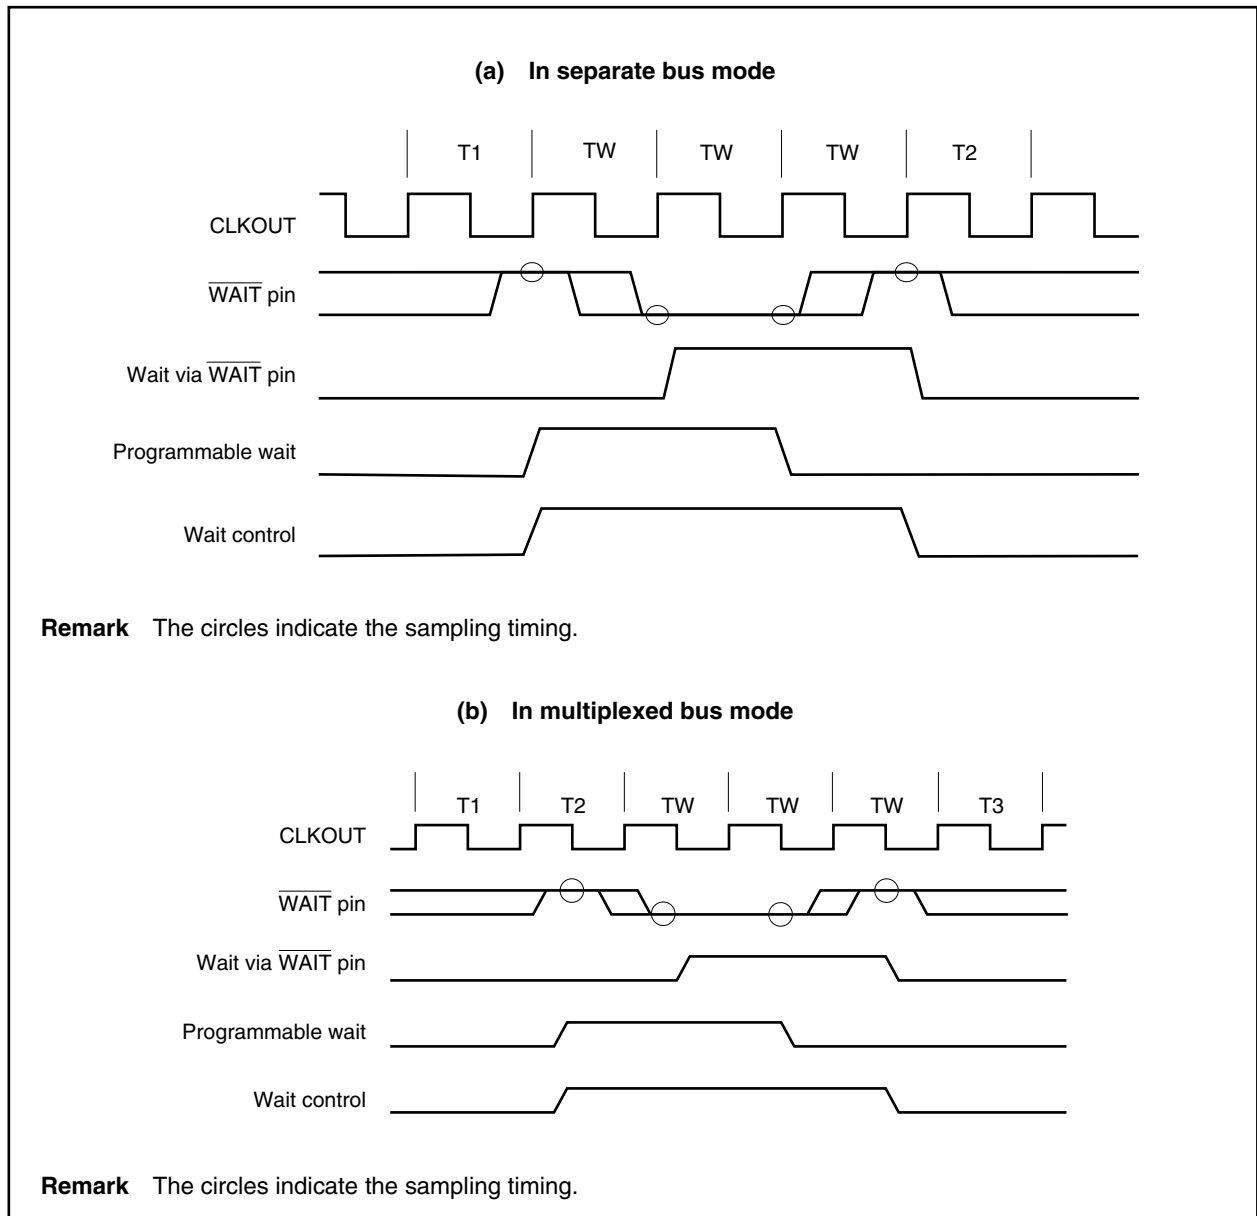 (a) In separate bus mode
T1 TW TW TW T2
CLKOUT
WAIT pin
Wait via WAIT pin
Programmable wait
Wait control
Remark The circles indicate the sampling timing.
(b) In multiplexed bus mode
T1 T2 TW TW TW T3
CLKOUT
WAIT pin
Wait via WAIT pin
Programmable wait
Wait control
Remark The circles indicate the sampling timing.